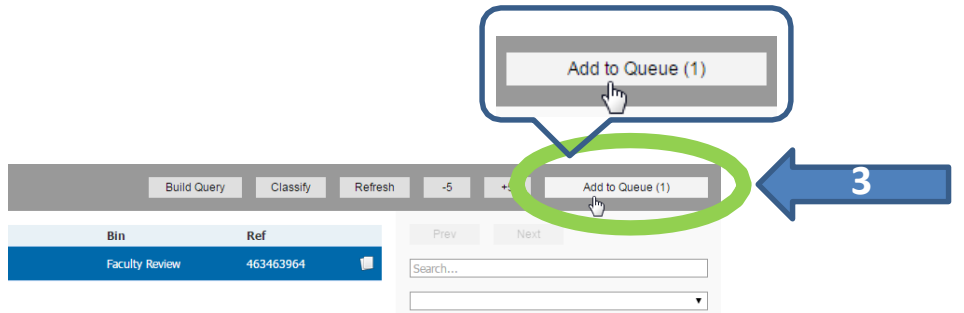 Add to Queue (1)
Build Query Classify Refresh -5 Add to Queue (1)
3
Bin Ref
Prev Next
Faculty Review 463463964
Search...